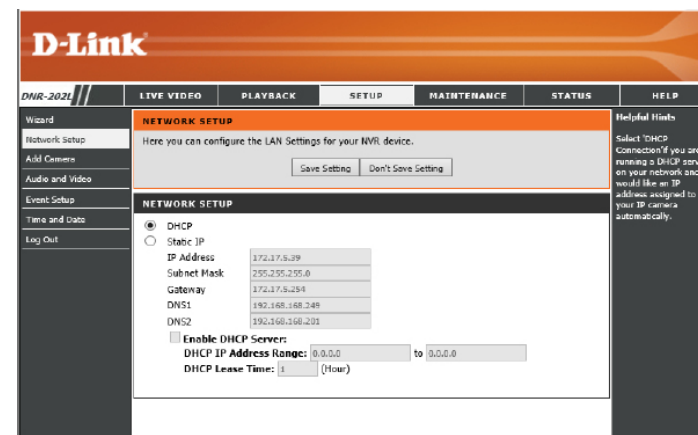 D-Link
DNR-202L
LIVE VIDEO
PLAYBACK
SETUP
MAINTENANCE
STATUS
HELP
Wizard
Network Setup
Add Camera
Audio and Video
Event Setup
Time and Date
Log Out
NETWORK SETUP
Here you can configure the LAN Settings for your NVR device.
Save Setting
Don't Save Setting
NETWORK SETUP
DHCP
Static IP
IP Address 172.17.5.39
Subnet Mask 255.255.255.0
Gateway 172.17.5.254
DNS1 192.168.168.249
DNS2 192.168.168.201
Enable DHCP Server:
DHCP IP Address Range: 0.0.0.0 to 0.0.0.0
DHCP Lease Time: 1 (Hour)
Helpful Hints
Select 'DHCP
Connection'if you are
running a DHCP serv
on your network and
would like an IP
address assigned to
your IP camera
automatically.